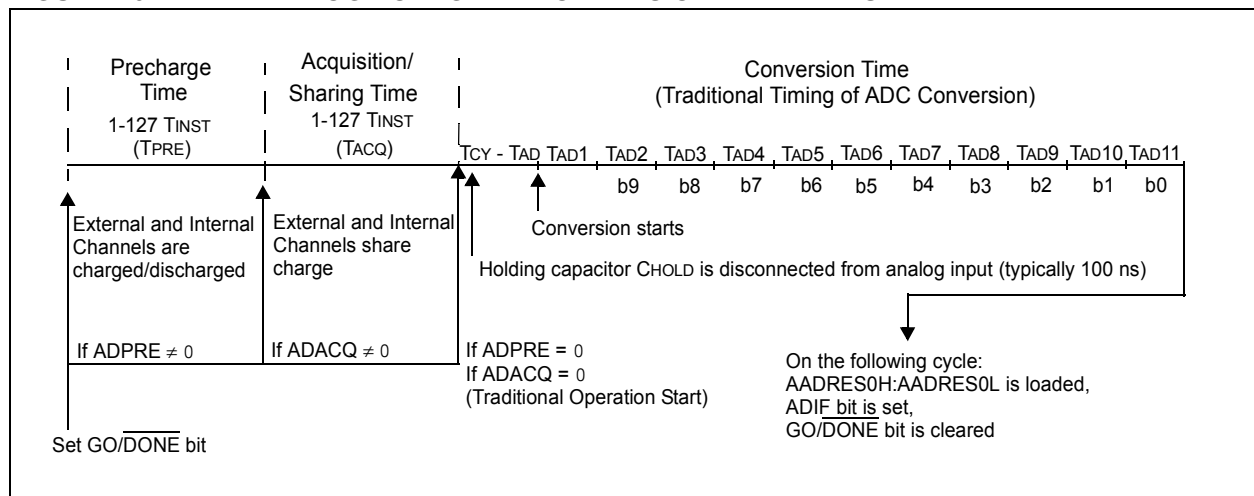 Precharge
Time
1-127 TINST
(TPRE)
Acquisition/
Sharing Time
1-127 TINST
(TACQ)
Conversion Time
(Traditional Timing of ADC Conversion)
TCY - TAD TAD1 TAD2 TAD3 TAD4 TAD5 TAD6 TAD7 TAD8 TAD9 TAD10 TAD11
b9 b8 b7 b6 b5 b4 b3 b2 b1 b0
External and Internal
Channels are
charged/discharged
External and Internal
Channels share
charge
Conversion starts
Holding capacitor CHOLD is disconnected from analog input (typically 100 ns)
If ADPRE ≠ 0
If ADACQ ≠ 0
If ADPRE = 0
If ADACQ = 0
(Traditional Operation Start)
On the following cycle:
AADRES0H:AADRES0L is loaded,
ADIF bit is set,
GO/DONE bit is cleared
Set GO/DONE bit